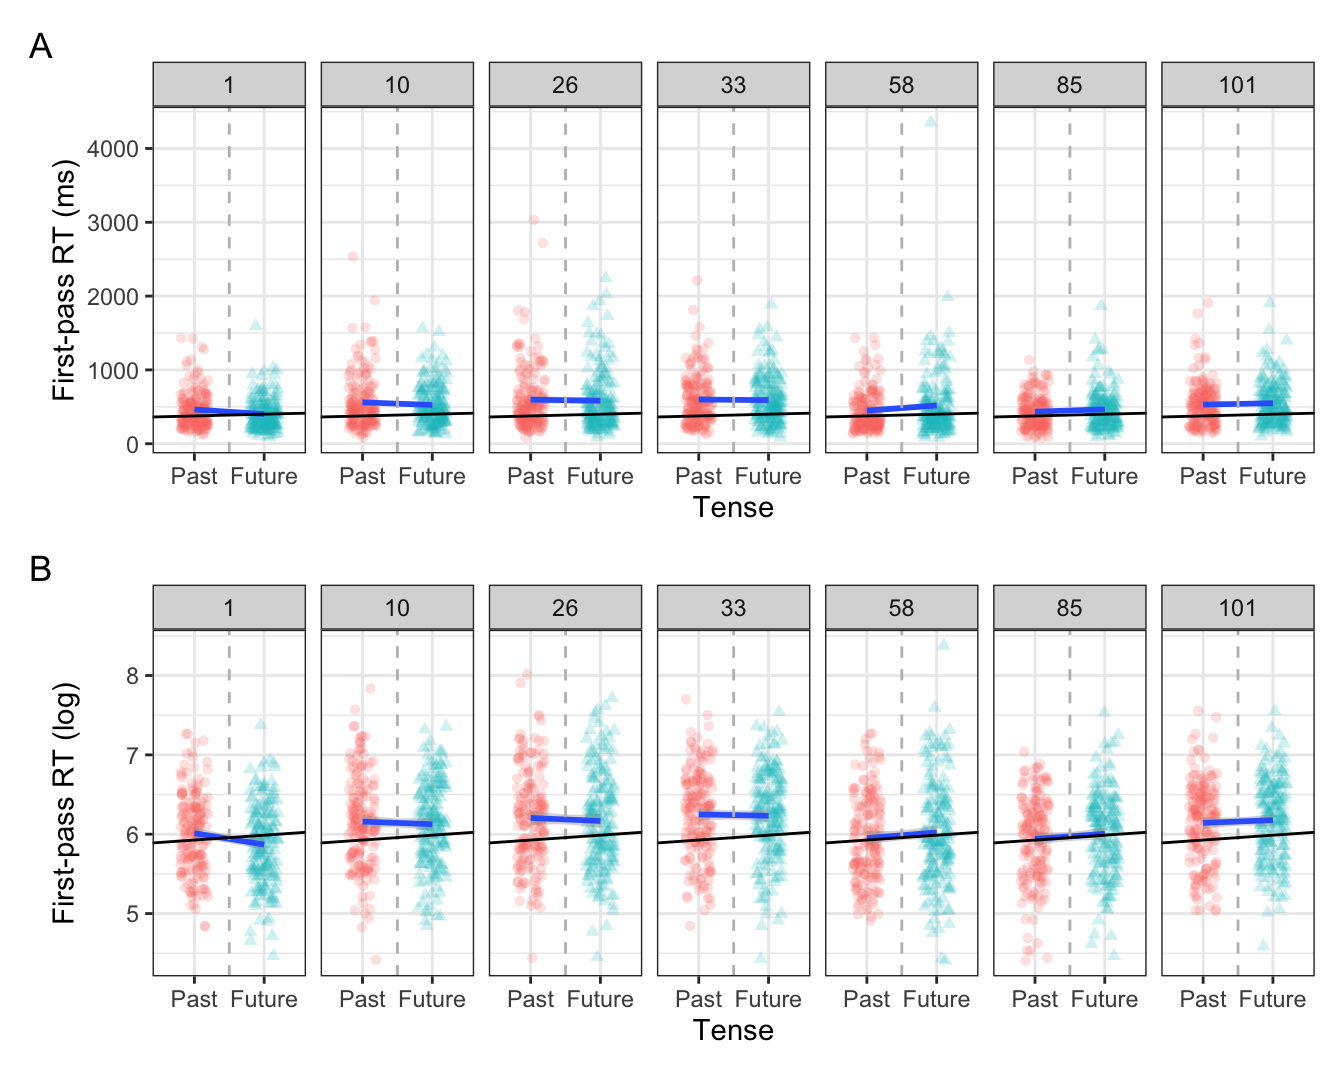 A
1 10 26 33 58 85 101
First-pass RT (ms)
4000
3000
2000
1000
0
Past Future Past Future Past Future Past Future Past Future Past Future Past Future
Tense
B
1 10 26 33 58 85 101
First-pass RT (log)
8
7
6
5
Past Future Past Future Past Future Past Future Past Future Past Future Past Future
Tense